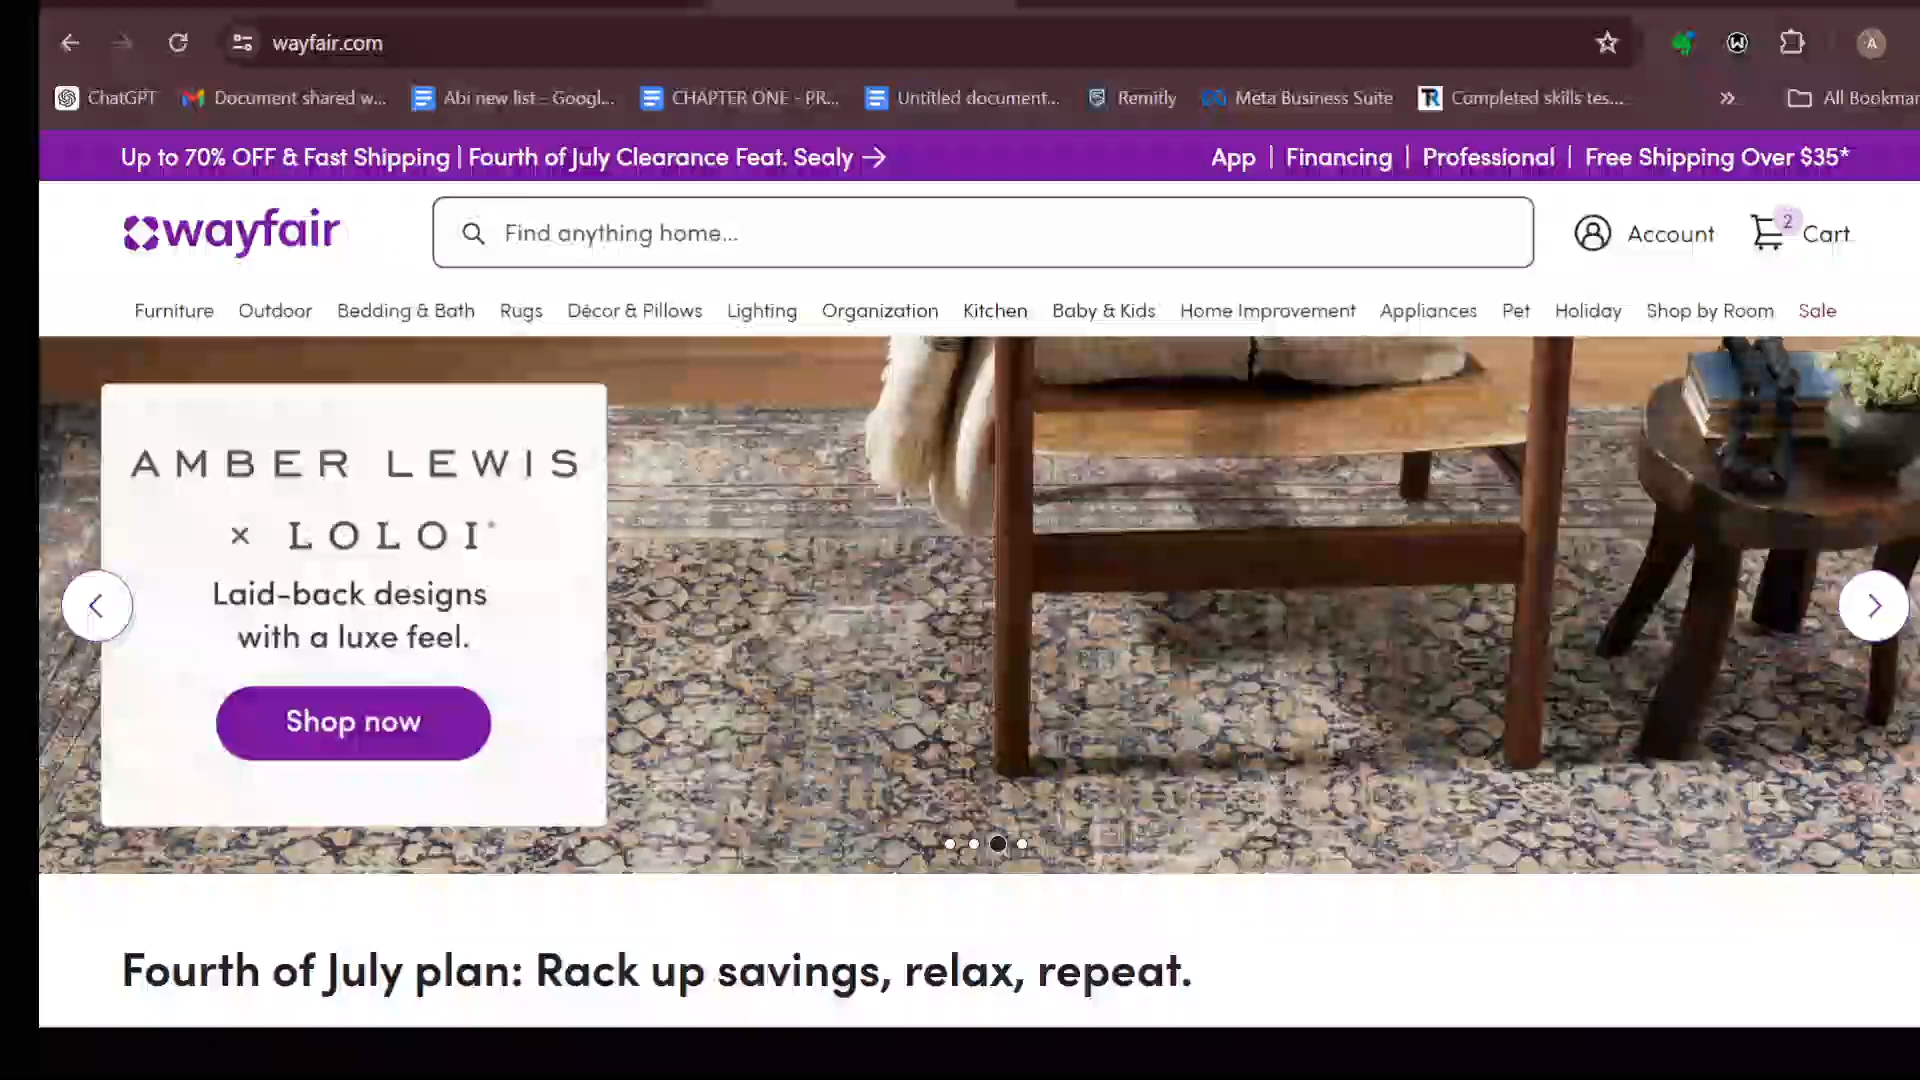 wayfair.com
ChatGPT
Document shared w...
Abi new list - Googl...
CHAPTER ONE - PR...
Untitled document...
Remitly
Meta Business Suite
Completed skills tes...
All Bookmar
Up to 70% OFF & Fast Shipping | Fourth of July Clearance Feat. Sealy →
App | Financing | Professional | Free Shipping Over $35*
wayfair
Find anything home...
Account
2
Cart
Furniture Outdoor Bedding & Bath Rugs Décor & Pillows Lighting Organization Kitchen Baby & Kids Home Improvement Appliances Pet Holiday Shop by Room Sale
AMBER LEWIS
× LOLOI
Laid-back designs
with a luxe feel.
Shop now
Fourth of July plan: Rack up savings, relax, repeat.